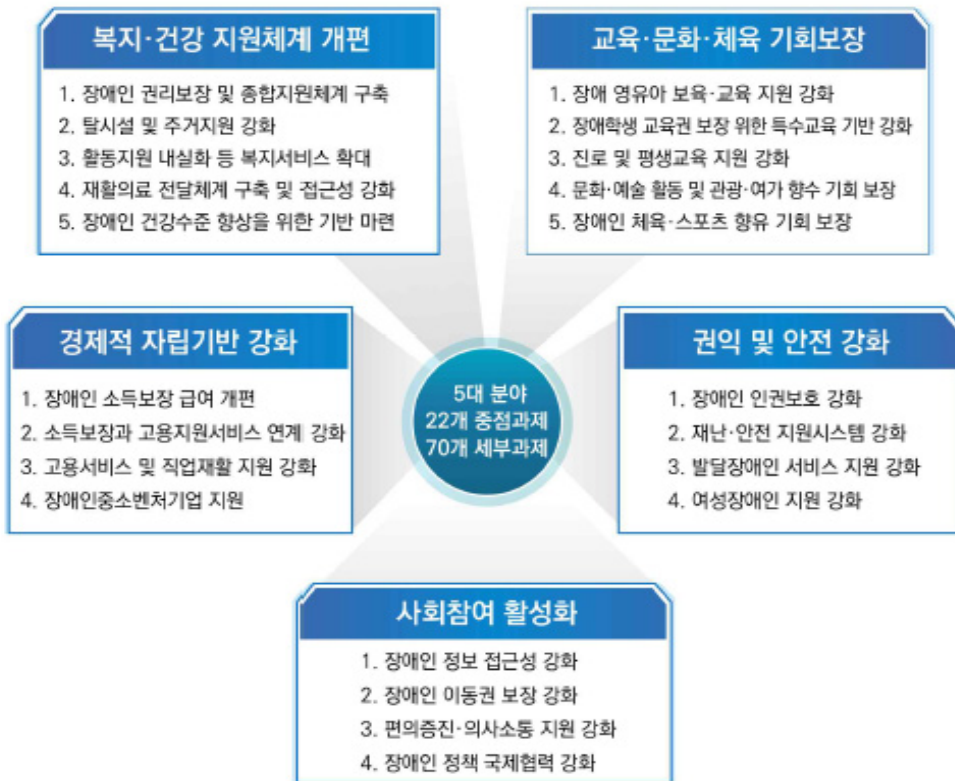 복지·건강 지원체계 개편
1. 장애인 권리보장 및 종합지원체계 구축
2. 탈시설 및 주거지원 강화
3. 활동지원 내실화 등 복지서비스 확대
4. 재활의료 전달체계 구축 및 접근성 강화
5. 장애인 건강수준 향상을 위한 기반 마련
교육·문화·체육 기회보장
1. 장애 영유아 보육·교육 지원 강화
2. 장애학생 교육권 보장 위한 특수교육 기반 강화
3. 진로 및 평생교육 지원 강화
4. 문화·예술 활동 및 관광·여가 향수 기회 보장
5. 장애인 체육·스포츠 향유 기회 보장
경제적 자립기반 강화
1. 장애인 소득보장 급여 개편
2. 소득보장과 고용지원서비스 연계 강화
3. 고용서비스 및 직업재활 지원 강화
4. 장애인중소벤처기업 지원
5대 분야
22개 중점과제
70개 세부과제
권익 및 안전 강화
1. 장애인 인권보호 강화
2. 재난·안전 지원시스템 강화
3. 발달장애인 서비스 지원 강화
4. 여성장애인 지원 강화
사회참여 활성화
1. 장애인 정보 접근성 강화
2. 장애인 이동권 보장 강화
3. 편의증진·의사소통 지원 강화
4. 장애인 정책 국제협력 강화